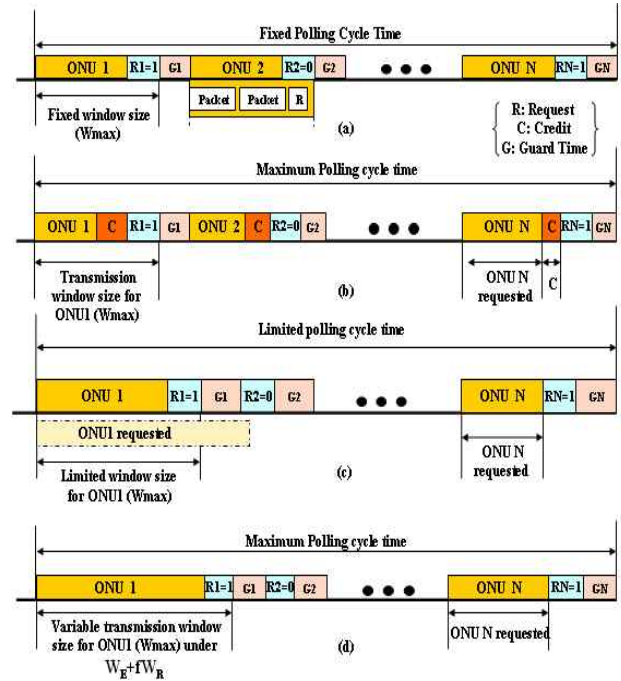 Fixed Polling Cycle Time
ONU 1 R1=1 G1 ONU 2 R2=0 G2 ONU N RN=1 GN
Packet Packet R
Fixed window size
(Wmax)
(a)
R: Request
C: Credit
G: Guard Time
Maximum Polling cycle time
ONU 1 C R1=1 G1 ONU 2 C R2=0 G2 ONU N C RN=1 GN
Transmission
window size for
ONU1 (Wmax)
(b)
ONU N
requested
C
Limited polling cycle time
ONU 1 R1=1 G1 R2=0 G2 ONU N RN=1 GN
ONU1 requested
Limited window size
for ONU1 (Wmax)
(c)
ONU N
requested
Maximum Polling cycle time
ONU 1 R1=1 G1 R2=0 G2 ONU N RN=1 GN
Variable transmission window
size for ONU1 (Wmax) under
W_E+fW_R
(d)
ONU N requested